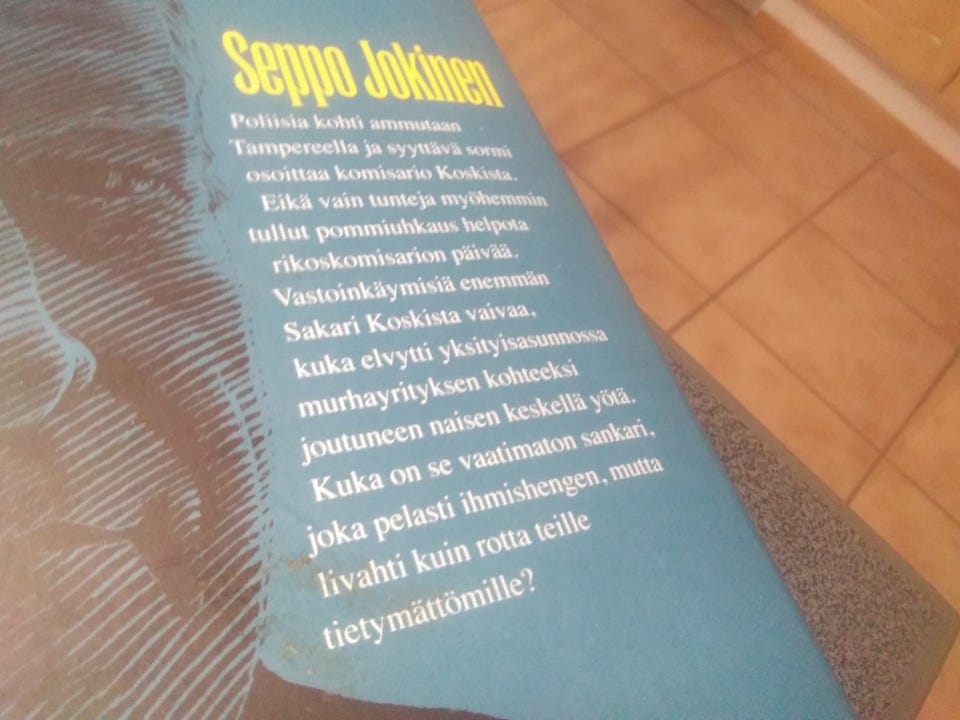 Seppo Jokinen
Poliisia kohti ammutaan
Tampereella ja syyttävä sormi
osoittaa komisario Koskista.
Eikä vain tunteja myöhemmin
tullut pommiuhkaus helpota
rikoskomisarion päivää.
Vastoinkäymisiä enemmän
Sakari Koskista vaivaa,
kuka elvytti yksityisasunnossa
murhayrityksen kohteeksi
joutuneen naisen keskellä yötä.
Kuka on se vaatimaton sankari,
joka pelasti ihmishengen, mutta
livahti kuin rotta teille
tietymättömille?